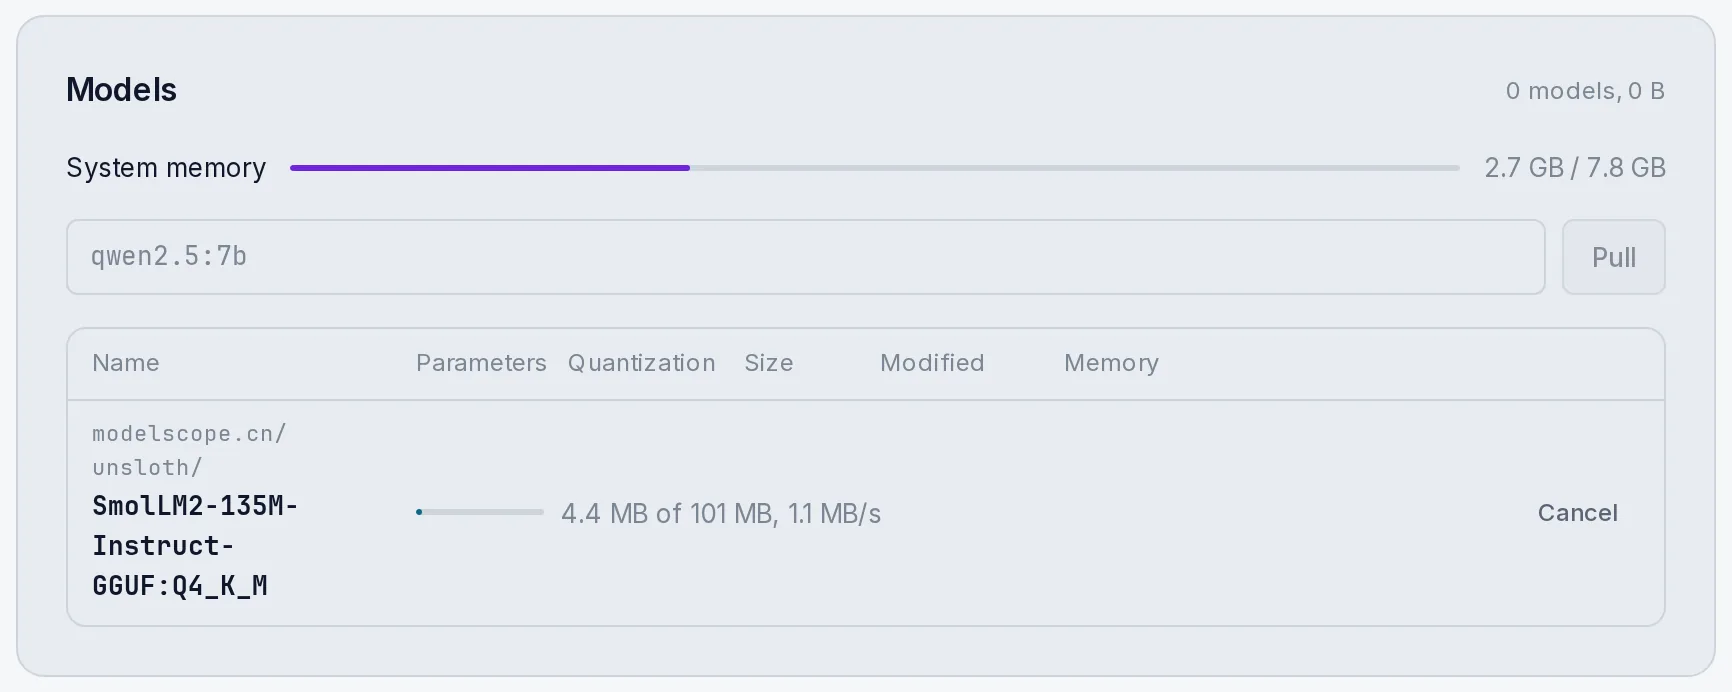 Models
0 models, 0 B
System memory
2.7 GB / 7.8 GB
qwen2.5:7b
Pull
Name Parameters Quantization Size Modified Memory
modelscope.cn/
unsloth/
SmolLM2-135M-
Instruct-
GGUF:Q4_K_M
4.4 MB of 101 MB, 1.1 MB/s
Cancel